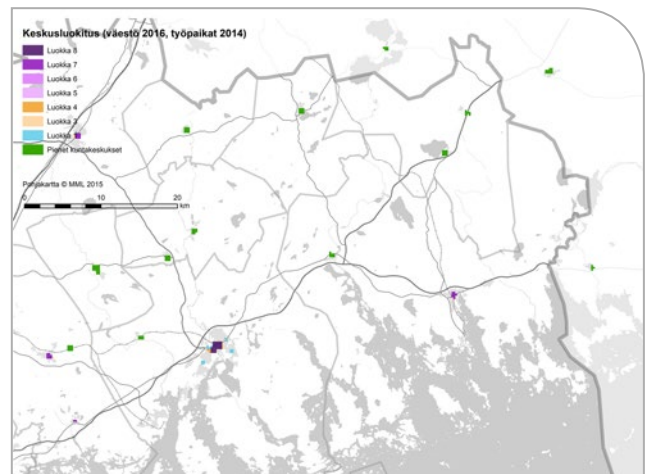 Keskusluokitus (väestö 2016, työpaikat 2014)
Luokka 8
Luokka 7
Luokka 6
Luokka 5
Luokka 4
Luokka 3
Luokka 1
Pienet kuntakeskukset
Pohjakartta © MML 2015
0 10 20
km